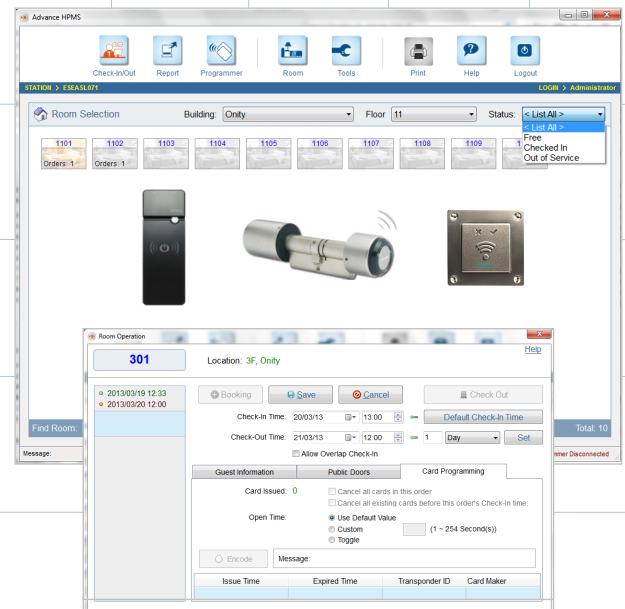 Advance HPMS
Check-In/Out Report Programmer Room Tools Print Help Logout
STATION > ESEASL071 LOGIN > Administrator
Room Selection Building: Onity Floor 11 Status: < List All >
< List All >
Free
Checked In
Out of Service
1101 1102 1103 1104 1105 1106 1107 1108 1109
Orders: 1 Orders: 1
Room Operation
301 Location: 3F, Onity Help
2013/03/19 12:33
2013/03/20 12:00
Booking Save Cancel Check Out
Check-In Time: 20/03/13 13:00 Default Check-In Time
Check-Out Time: 21/03/13 12:00 1 Day Set
Allow Overlap Check-In
Guest Information Public Doors Card Programming
Card Issued: 0 Cancel all cards in this order
Cancel all existing cards before this order's Check-in time.
Open Time: Use Default Value
Custom (1 ~ 254 Second(s))
Toggle
Encode Message:
Issue Time Expired Time Transponder ID Card Maker
Find Room: Total: 10
Message: mmer Disconnected